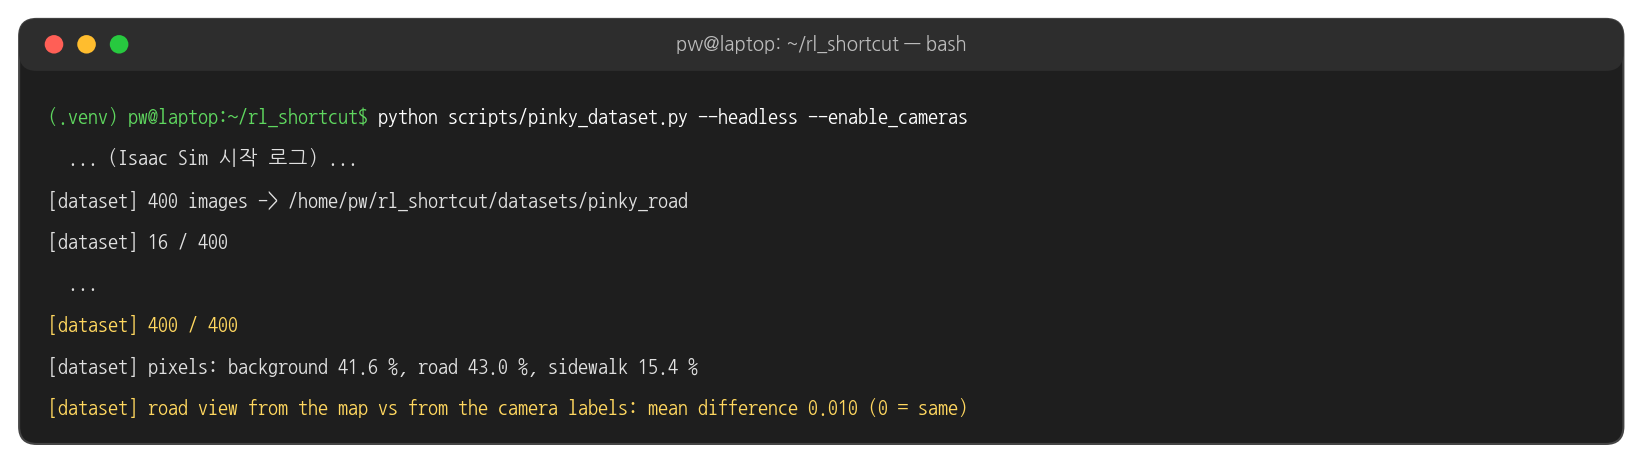 pw@laptop: ~/rl_shortcut — bash
(.venv) pw@laptop:~/rl_shortcut$ python scripts/pinky_dataset.py --headless --enable_cameras
... (Isaac Sim 시작 로그) ...
[dataset] 400 images -> /home/pw/rl_shortcut/datasets/pinky_road
[dataset] 16 / 400
...
[dataset] 400 / 400
[dataset] pixels: background 41.6 %, road 43.0 %, sidewalk 15.4 %
[dataset] road view from the map vs from the camera labels: mean difference 0.010 (0 = same)